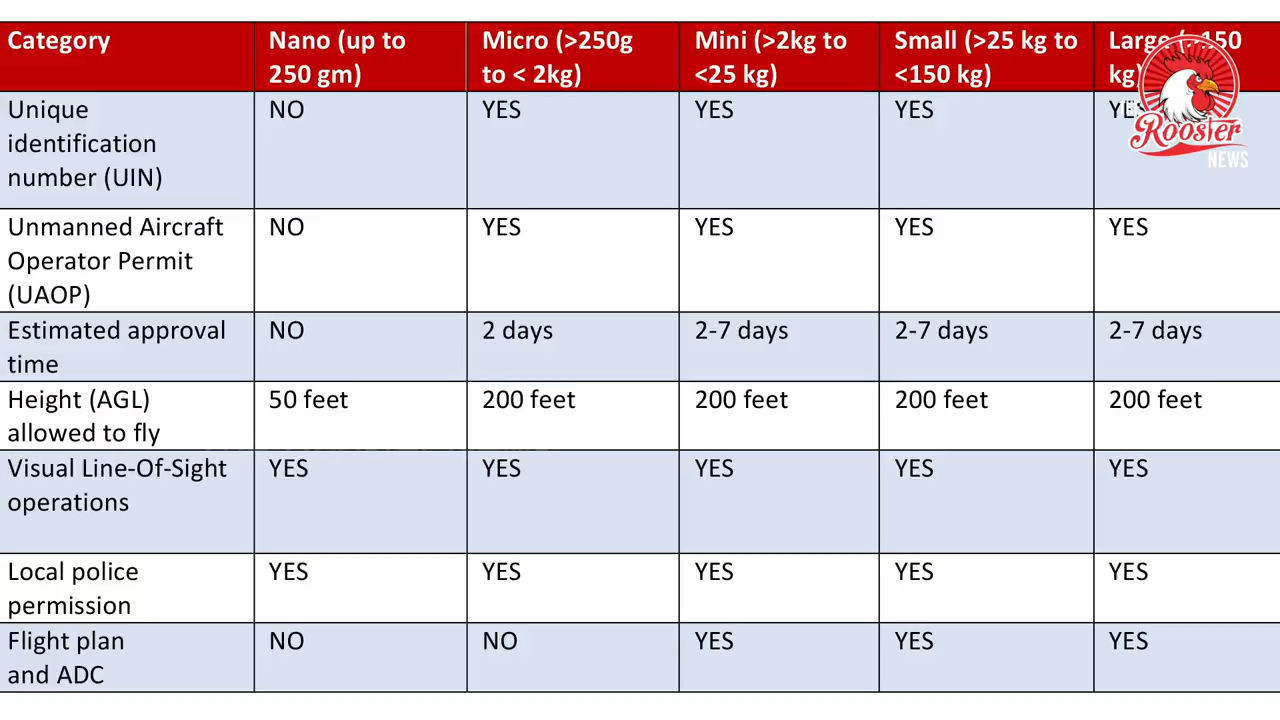 Category Nano (up to 250 gm) Micro (>250g to < 2kg) Mini (>2kg to <25 kg) Small (>25 kg to <150 kg) Large 150 kg)
Unique identification number (UIN) NO YES YES YES YES
Unmanned Aircraft Operator Permit (UAOP) NO YES YES YES YES
Estimated approval time NO 2 days 2-7 days 2-7 days 2-7 days
Height (AGL) allowed to fly 50 feet 200 feet 200 feet 200 feet 200 feet
Visual Line-Of-Sight operations YES YES YES YES YES
Local police permission YES YES YES YES YES
Flight plan and ADC NO NO YES YES YES
Rooster
NEWS